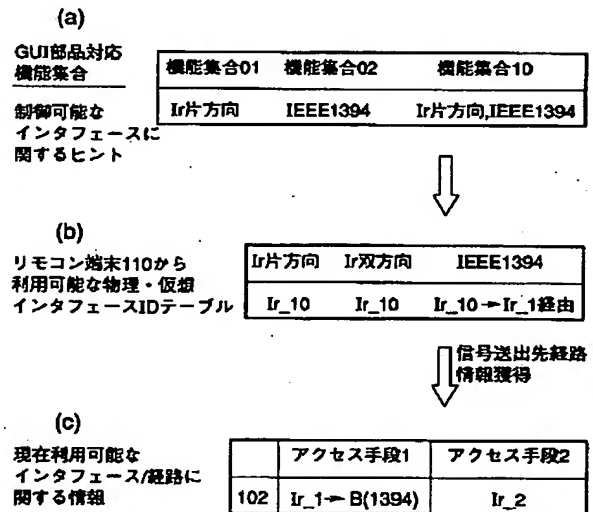 (a)
GUI部品対応
機能集合
機能集合01 機能集合02 機能集合10
制御可能な
インタフェースに
関するヒント
Ir片方向 IEEE1394 Ir片方向,IEEE1394
(b)
リモコン端末110から
利用可能な物理・仮想
インタフェースIDテーブル
Ir片方向 Ir双方向 IEEE1394
Ir_10 Ir_10 Ir_10→Ir_1経由
信号送出先経路
情報獲得
(c)
現在利用可能な
インタフェース/経路に
関する情報
アクセス手段1 アクセス手段2
102 Ir_1→B(1394) Ir_2